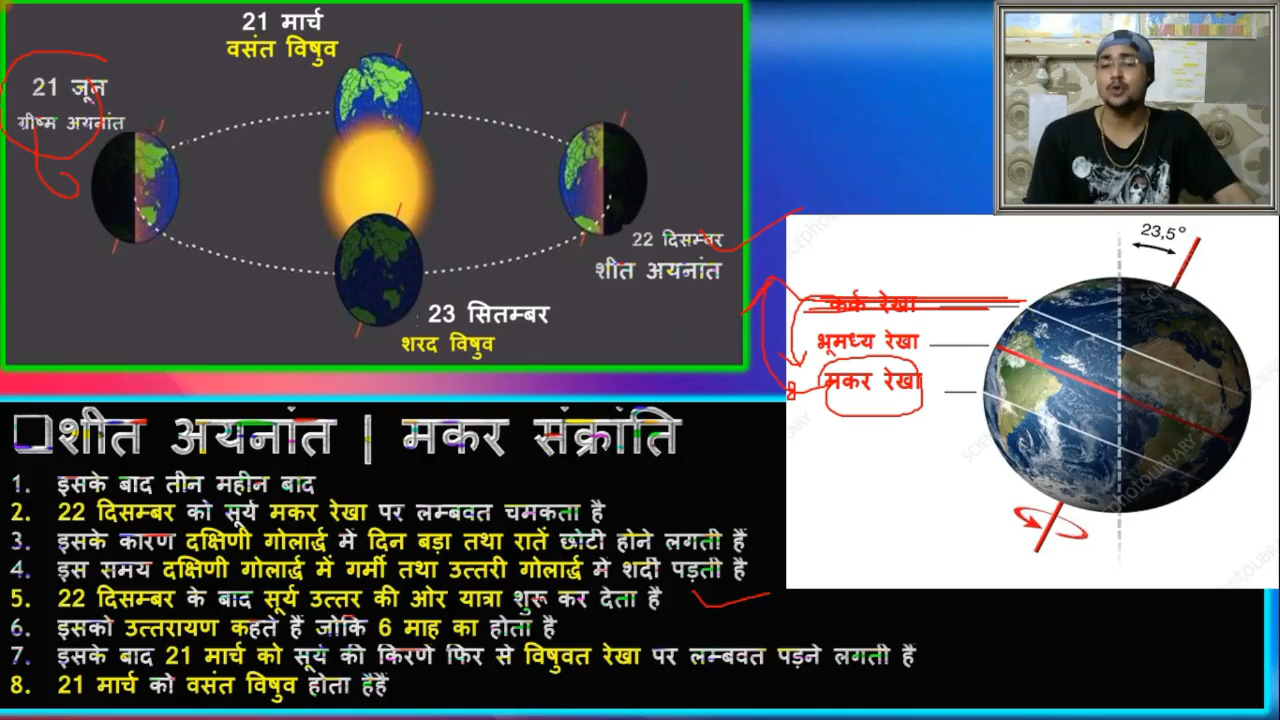 21 मार्च
वसंत विषुव
21 जून
ग्रीष्म अयनांत
22 दिसम्बर
शीत अयनांत
23 सितम्बर
शरद विषुव
23,5°
कर्क रेखा
भूमध्य रेखा
मकर रेखा
शीत अयनांत | मकर संक्रांति
1. इसके बाद तीन महीन बाद
2. 22 दिसम्बर को सूर्य मकर रेखा पर लम्बवत चमकता है
3. इसके कारण दक्षिणी गोलार्द्ध में दिन बड़ा तथा रातें छोटी होने लगती हैं
4. इस समय दक्षिणी गोलार्द्ध में गर्मी तथा उत्तरी गोलार्द्ध मे शर्दी पड़ती है
5. 22 दिसम्बर के बाद सूर्य उत्तर की ओर यात्रा शुरू कर देता है
6. इसको उत्तरायण कहते हैं जोकि 6 माह का होता है
7. इसके बाद 21 मार्च को सूर्य की किरणे फिर से विषुवत रेखा पर लम्बवत पड़ने लगती हैं
8. 21 मार्च को वसंत विषुव होता हैहैं